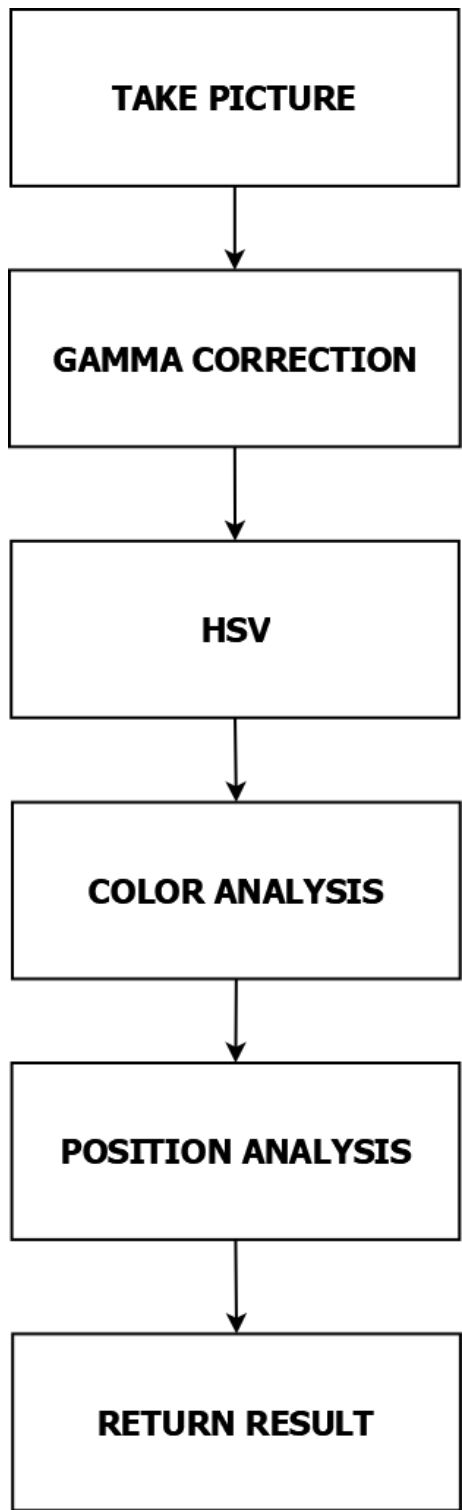 TAKE PICTURE
GAMMA CORRECTION
HSV
COLOR ANALYSIS
POSITION ANALYSIS
RETURN RESULT